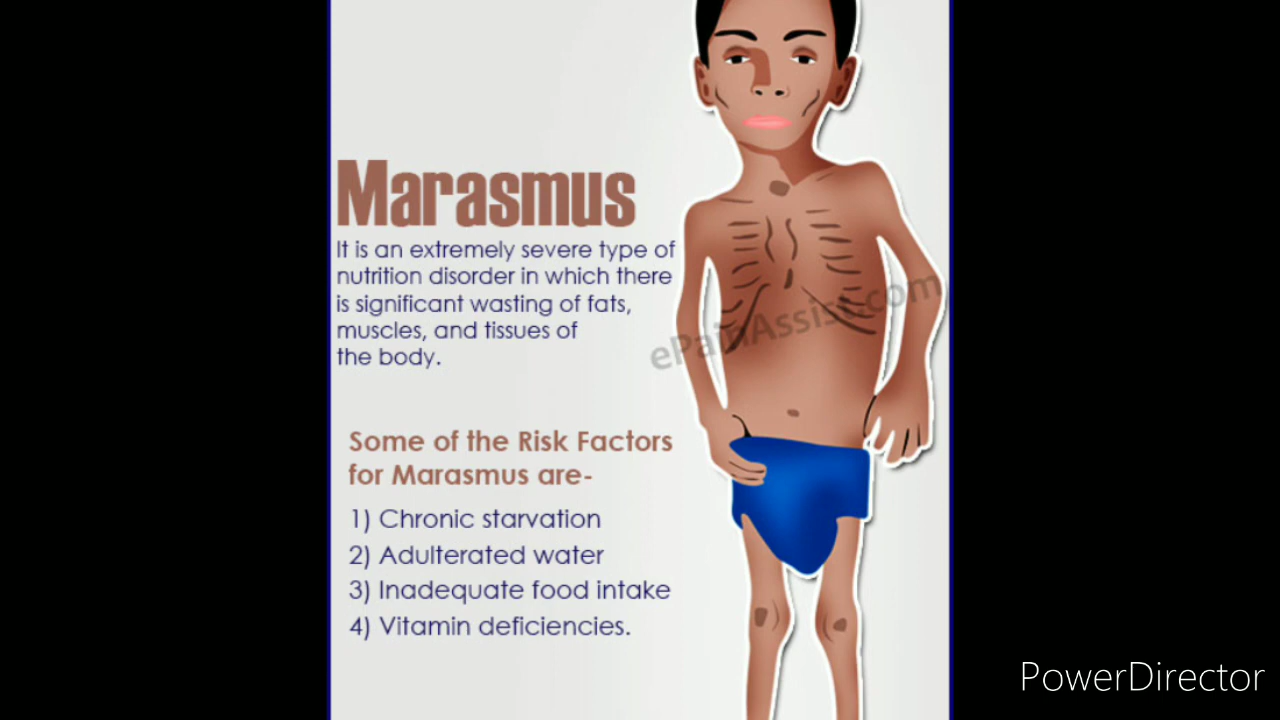 Marasmus
It is an extremely severe type of
nutrition disorder in which there
is significant wasting of fats,
muscles, and tissues of
the body.
ePainAssist.com
Some of the Risk Factors
for Marasmus are-
1) Chronic starvation
2) Adulterated water
3) Inadequate food intake
4) Vitamin deficiencies.
PowerDirector